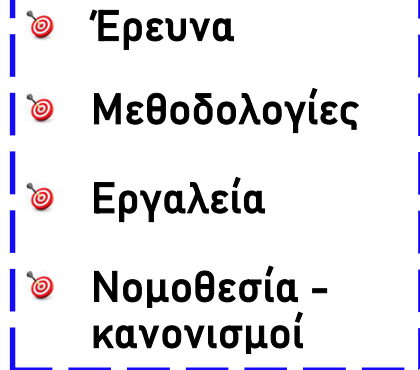 Έρευνα
Μεθοδολογίες
Εργαλεία
Νομοθεσία -
κανονισμοί